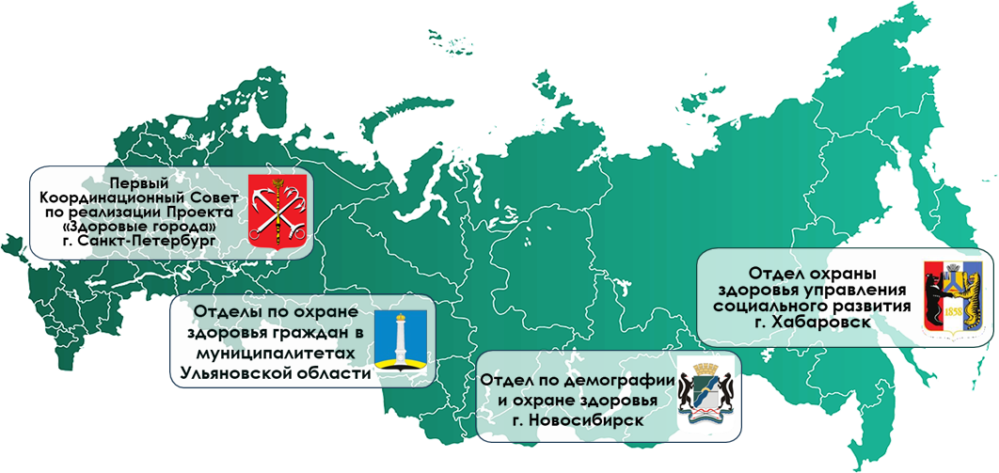 Первый
Координационный Совет
по реализации Проекта
«Здоровые города»
г. Санкт-Петербург
Отделы по охране
здоровья граждан в
муниципалитетах
Ульяновской области
Отдел по демографии
и охране здоровья
г. Новосибирск
Отдел охраны
здоровья управления
социального развития
г. Хабаровск
1858